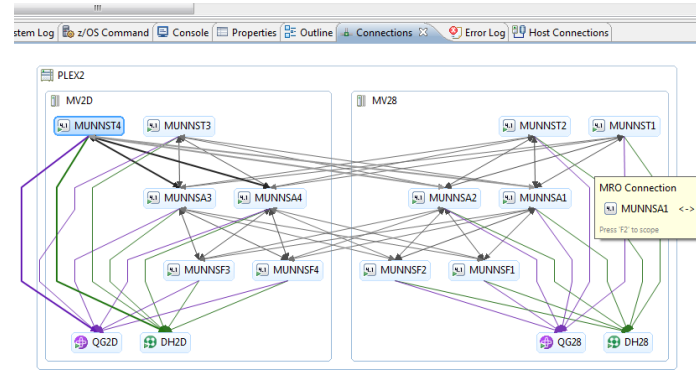 stem Log z/OS Command Console Properties Outline Connections Error Log Host Connections
PLEX2
MV2D MV28
MUNNST4 MUNNST3 MUNNST2 MUNNST1
MRO Connection
MUNNSA3 MUNNSA4 MUNNSA2 MUNNSA1 MUNNSA1 <->
Press 'F2' to scope
MUNNSF3 MUNNSF4 MUNNSF2 MUNNSF1
QG2D DH2D QG28 DH28